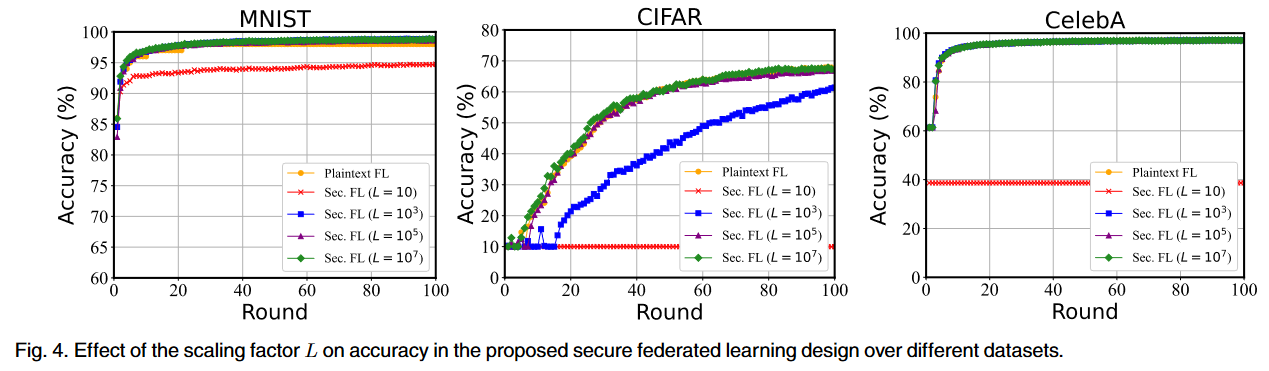 MNIST
Accuracy (%)
100
95
90
85
80
75
70
65
60
0 20 40 60 80 100
Round
Plaintext FL
Sec. FL (L = 10)
Sec. FL (L = 10³)
Sec. FL (L = 10⁵)
Sec. FL (L = 10⁷)
CIFAR
Accuracy (%)
80
70
60
50
40
30
20
10
0
0 20 40 60 80 100
Round
Plaintext FL
Sec. FL (L = 10)
Sec. FL (L = 10³)
Sec. FL (L = 10⁵)
Sec. FL (L = 10⁷)
CelebA
Accuracy (%)
100
80
60
40
20
0
0 20 40 60 80 100
Round
Plaintext FL
Sec. FL (L = 10)
Sec. FL (L = 10³)
Sec. FL (L = 10⁵)
Sec. FL (L = 10⁷)
Fig. 4. Effect of the scaling factor L on accuracy in the proposed secure federated learning design over different datasets.